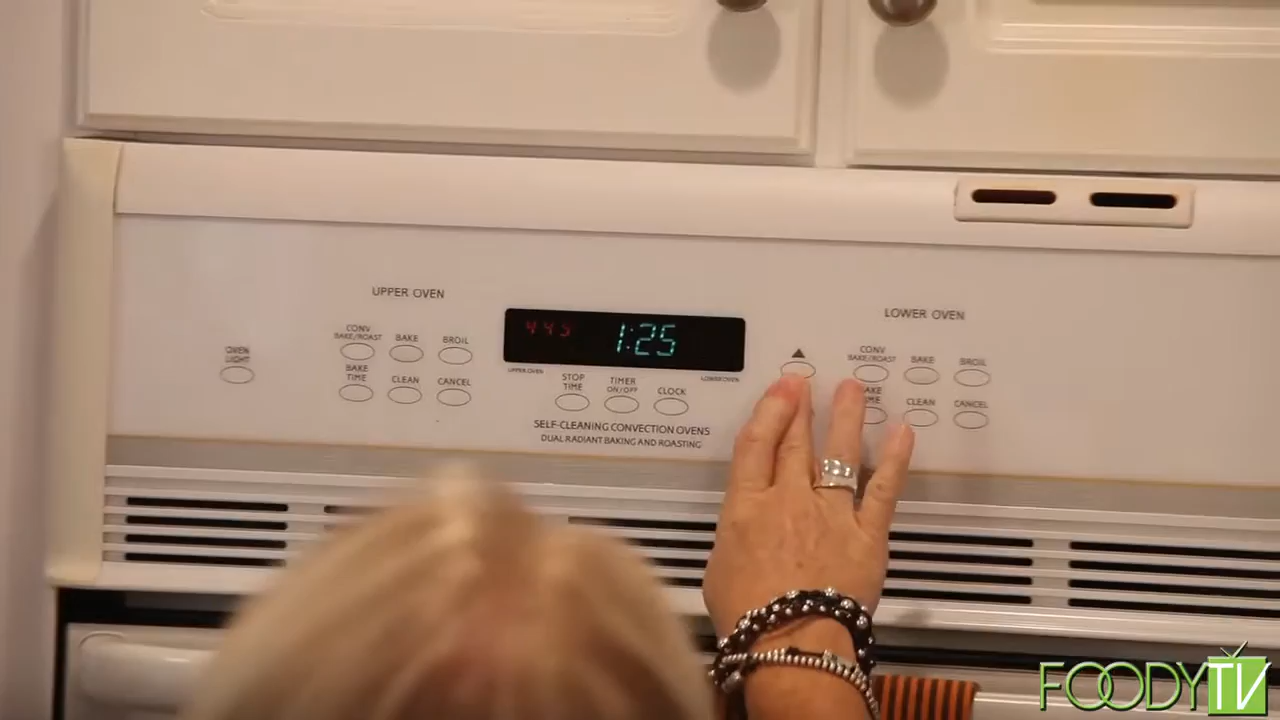 UPPER OVEN
LOWER OVEN
OVEN
LIGHT
CONV
BAKE/ROAST
BAKE
BROIL
BAKE
TIME
CLEAN
CANCEL
445
1:25
UPPER OVEN
LOWER OVEN
STOP
TIME
TIMER
ON/OFF
CLOCK
SELF-CLEANING CONVECTION OVENS
DUAL RADIANT BAKING AND ROASTING
CONV
BAKE/ROAST
BAKE
BROIL
CLEAN
CANCEL
FOODYTV